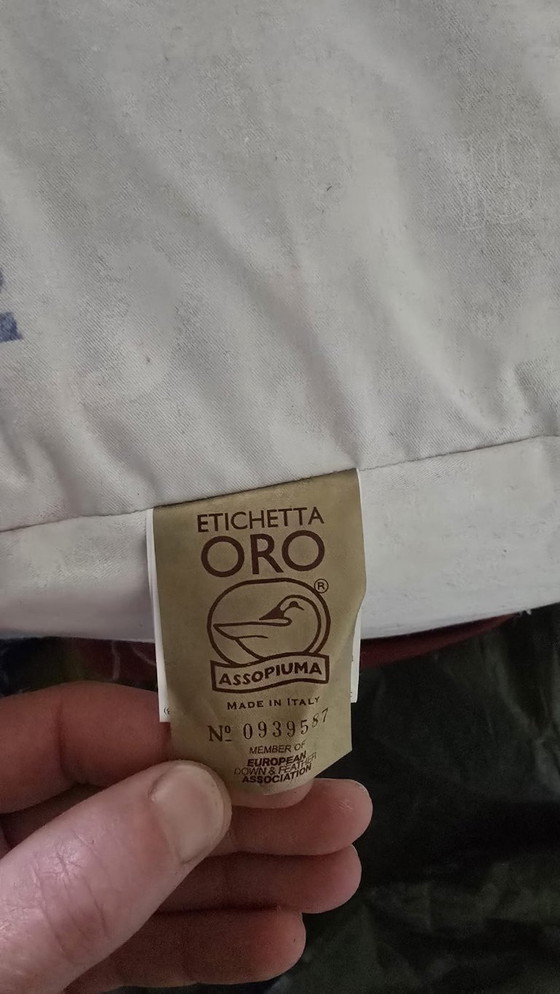 ETICHETTA
ORO
®
ASSOPIUMA
MADE IN ITALY
Nº 0939587
MEMBER OF
EUROPEAN
DOWN & FEATHER
ASSOCIATION